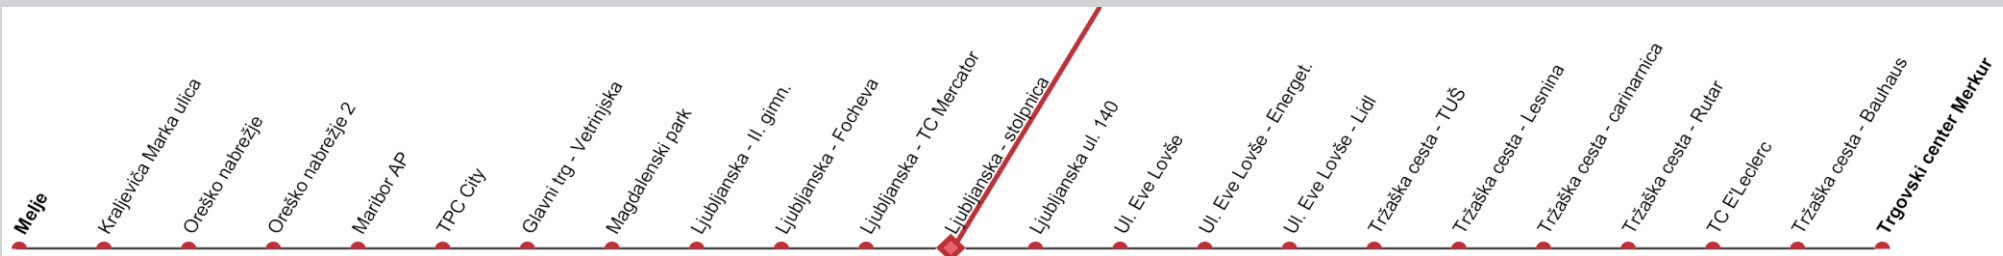 Melje
Kraljeviča Marka ulica
Oreško nabrežje
Oreško nabrežje 2
Maribor AP
TPC City
Glavni trg - Vetrinjska
Magdalenski park
Ljubljanska - II. gimn.
Ljubljanska - Focheva
Ljubljanska - TC Mercator
Ljubljanska - stolpnica
Ljubljanska ul. 140
Ul. Eve Lovše
Ul. Eve Lovše - Energet.
Ul. Eve Lovše - Lidl
Tržaška cesta - TUŠ
Tržaška cesta - Lesnina
Tržaška cesta - carinarnica
Tržaška cesta - Rutar
TC E'Leclerc
Tržaška cesta - Bauhaus
Trgovski center Merkur